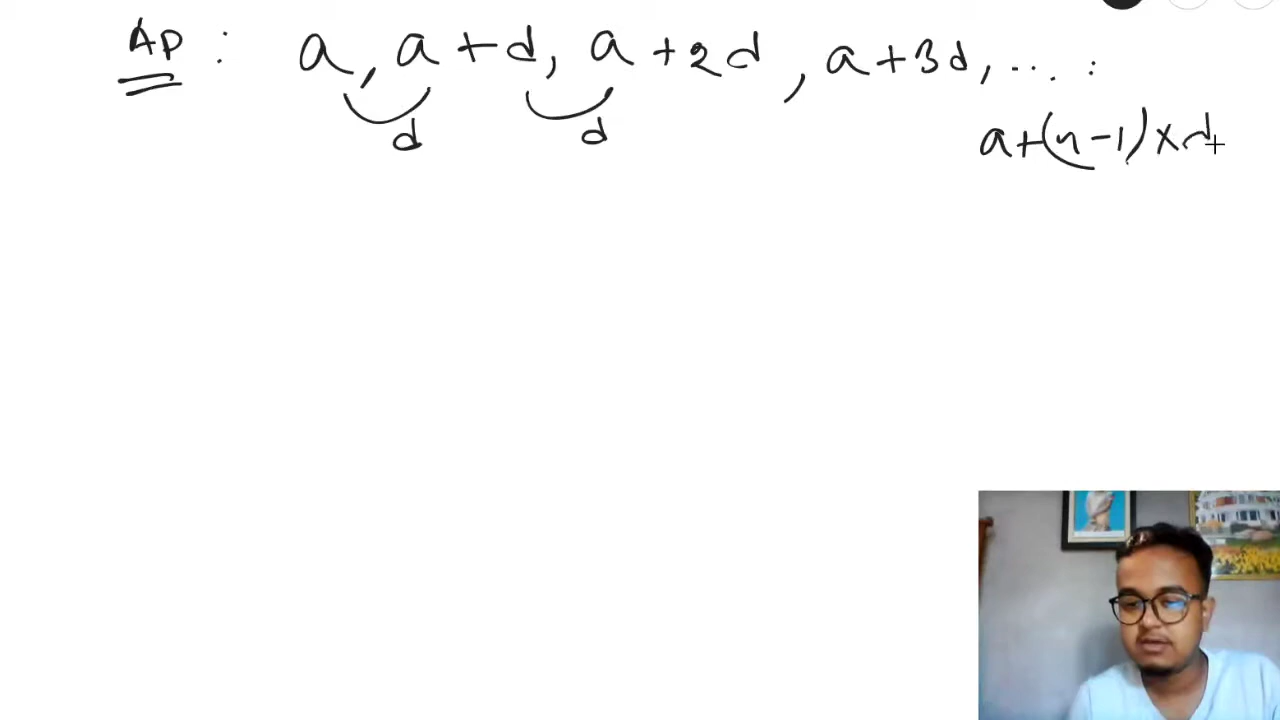 AP : a, a+d, a+2d, a+3d, ....:
d d
a+(n-1)×d